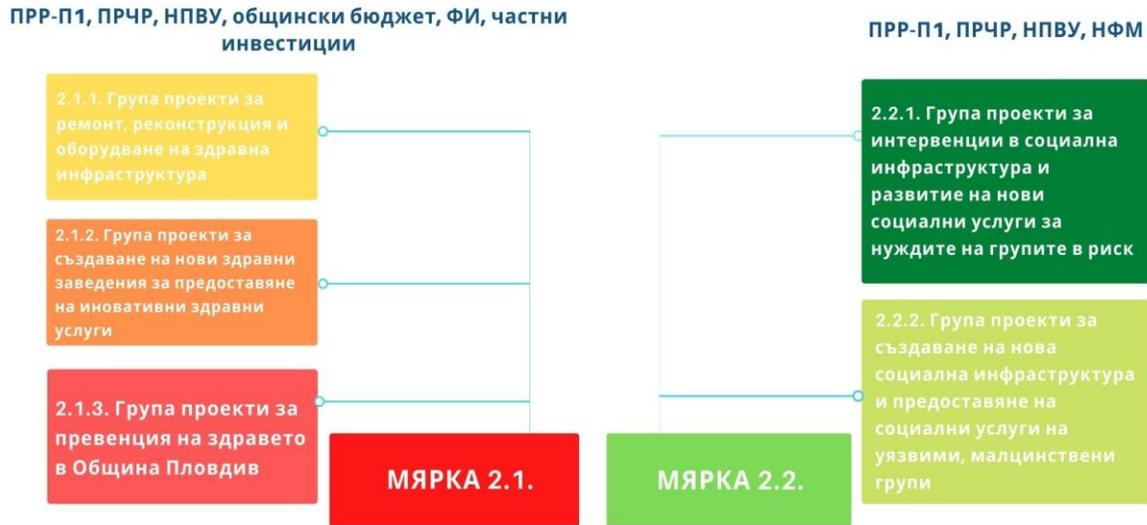 ПРР-П1, ПРЧР, НПВУ, общински бюджет, ФИ, частни
инвестиции
2.1.1. Група проекти за
ремонт, реконструкция и
оборудване на здравна
инфраструктура
2.1.2. Група проекти за
създаване на нови здравни
заведения за предоставяне
на иновативни здравни
услуги
2.1.3. Група проекти за
превенция на здравето
в Община Пловдив
МЯРКА 2.1.
ПРР-П1, ПРЧР, НПВУ, НФМ
2.2.1. Група проекти за
интервенции в социална
инфраструктура и
развитие на нови
социални услуги за
нуждите на групите в риск
2.2.2. Група проекти за
създаване на нова
социална инфраструктура
и предоставяне на
социални услуги на
уязвими, малцинствени
групи
МЯРКА 2.2.